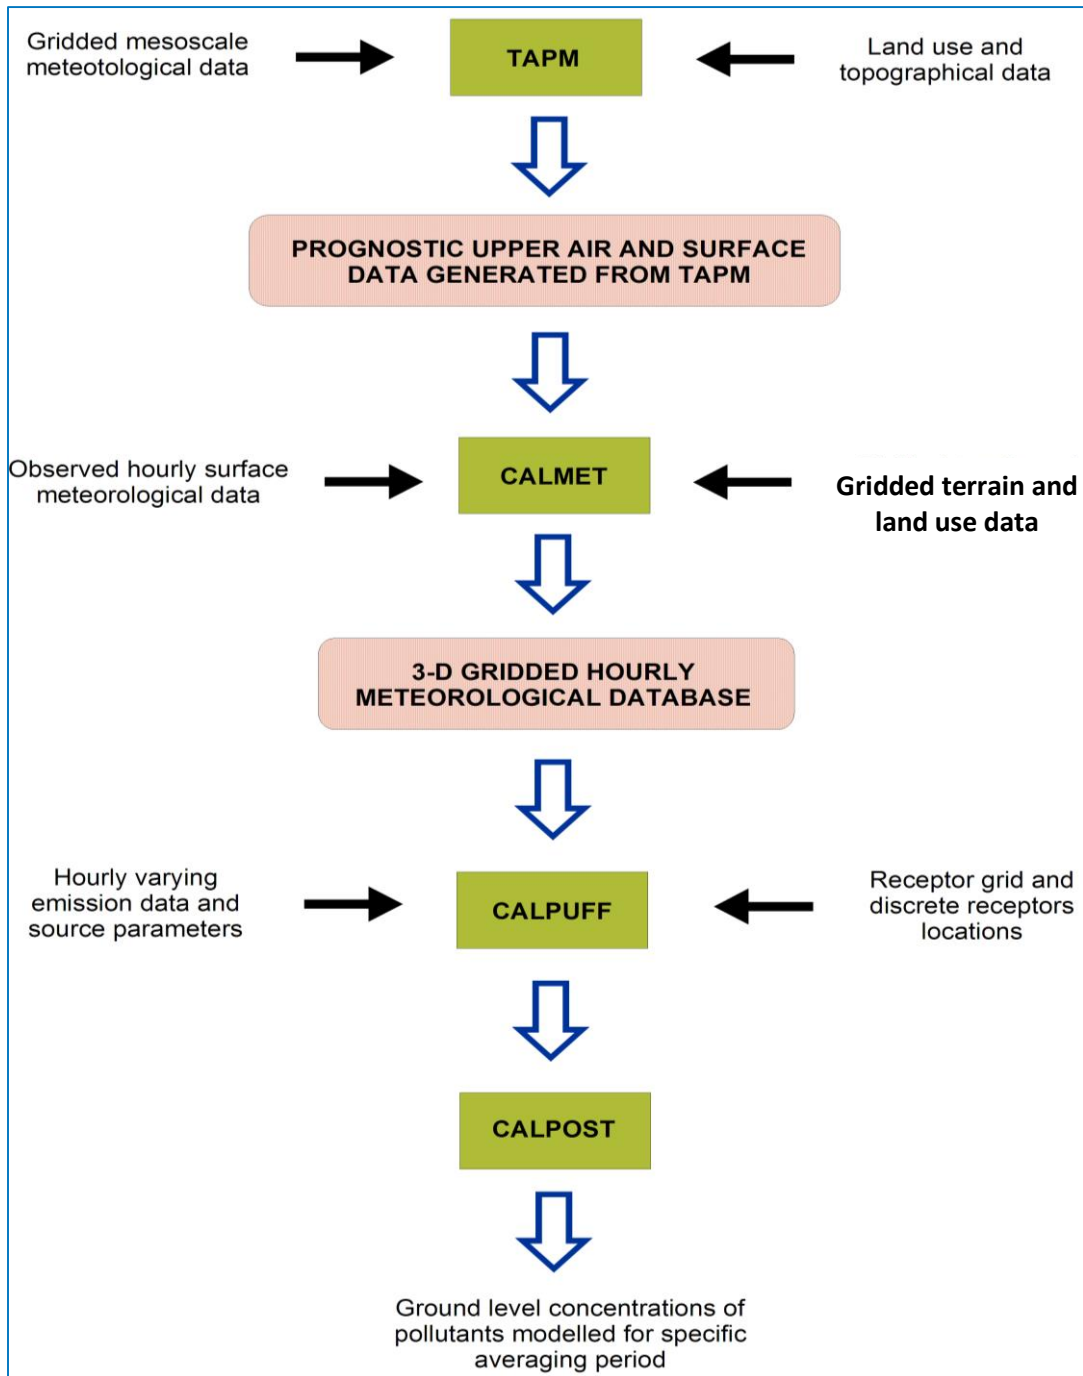 Gridded mesoscale
meteotological data
TAPM
Land use and
topographical data
PROGNOSTIC UPPER AIR AND SURFACE
DATA GENERATED FROM TAPM
Observed hourly surface
meteorological data
CALMET
Gridded terrain and
land use data
3-D GRIDDED HOURLY
METEOROLOGICAL DATABASE
Hourly varying
emission data and
source parameters
CALPUFF
Receptor grid and
discrete receptors
locations
CALPOST
Ground level concentrations of
pollutants modelled for specific
averaging period